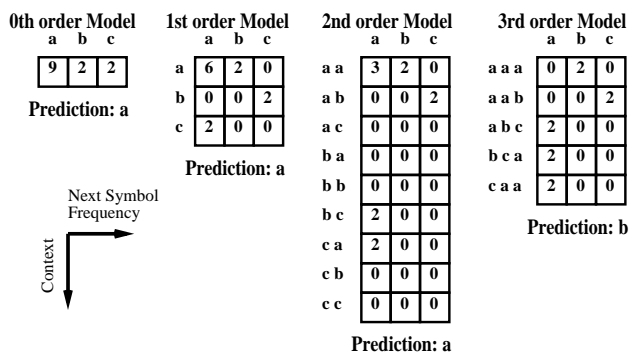 0th order Model
a b c
9 2 2
Prediction: a
1st order Model
a b c
a 6 2 0
b 0 0 2
c 2 0 0
Prediction: a
2nd order Model
a b c
a a 3 2 0
a b 0 0 2
a c 0 0 0
b a 0 0 0
b b 0 0 0
b c 2 0 0
c a 2 0 0
c b 0 0 0
c c 0 0 0
Prediction: a
3rd order Model
a b c
a a a 0 2 0
a a b 0 0 2
a b c 2 0 0
b c a 2 0 0
c a a 2 0 0
Prediction: b
Next Symbol
Frequency
Context